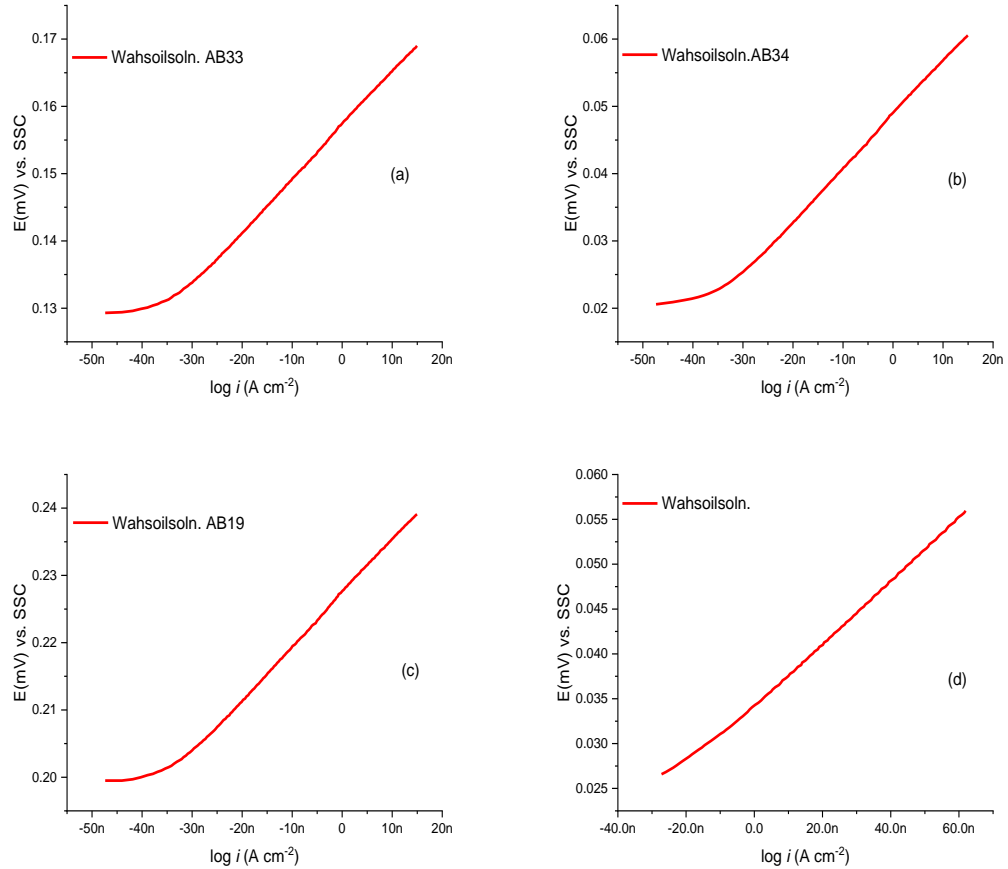 0.17
0.16
0.15
0.14
0.13
E(mV) vs. SSC
Wahsoilsoln. AB33
(a)
-50n -40n -30n -20n -10n 0 10n 20n
log i (A cm-2)
0.06
0.05
0.04
0.03
0.02
E(mV) vs. SSC
Wahsoilsoln.AB34
(b)
-50n -40n -30n -20n -10n 0 10n 20n
log i (A cm-2)
0.24
0.23
0.22
0.21
0.20
E(mV) vs. SSC
Wahsoilsoln. AB19
(c)
-50n -40n -30n -20n -10n 0 10n 20n
log i (A cm-2)
0.060
0.055
0.050
0.045
0.040
0.035
0.030
0.025
E(mV) vs. SSC
Wahsoilsoln.
(d)
-40.0n -20.0n 0.0 20.0n 40.0n 60.0n
log i (A cm-2)